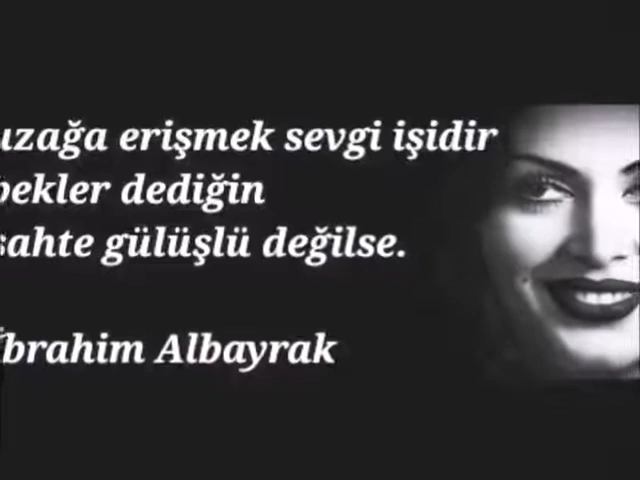 uzağa erişmek sevgi işidir
bekler dediğin
sahte gülüşlü değilse.
İbrahim Albayrak